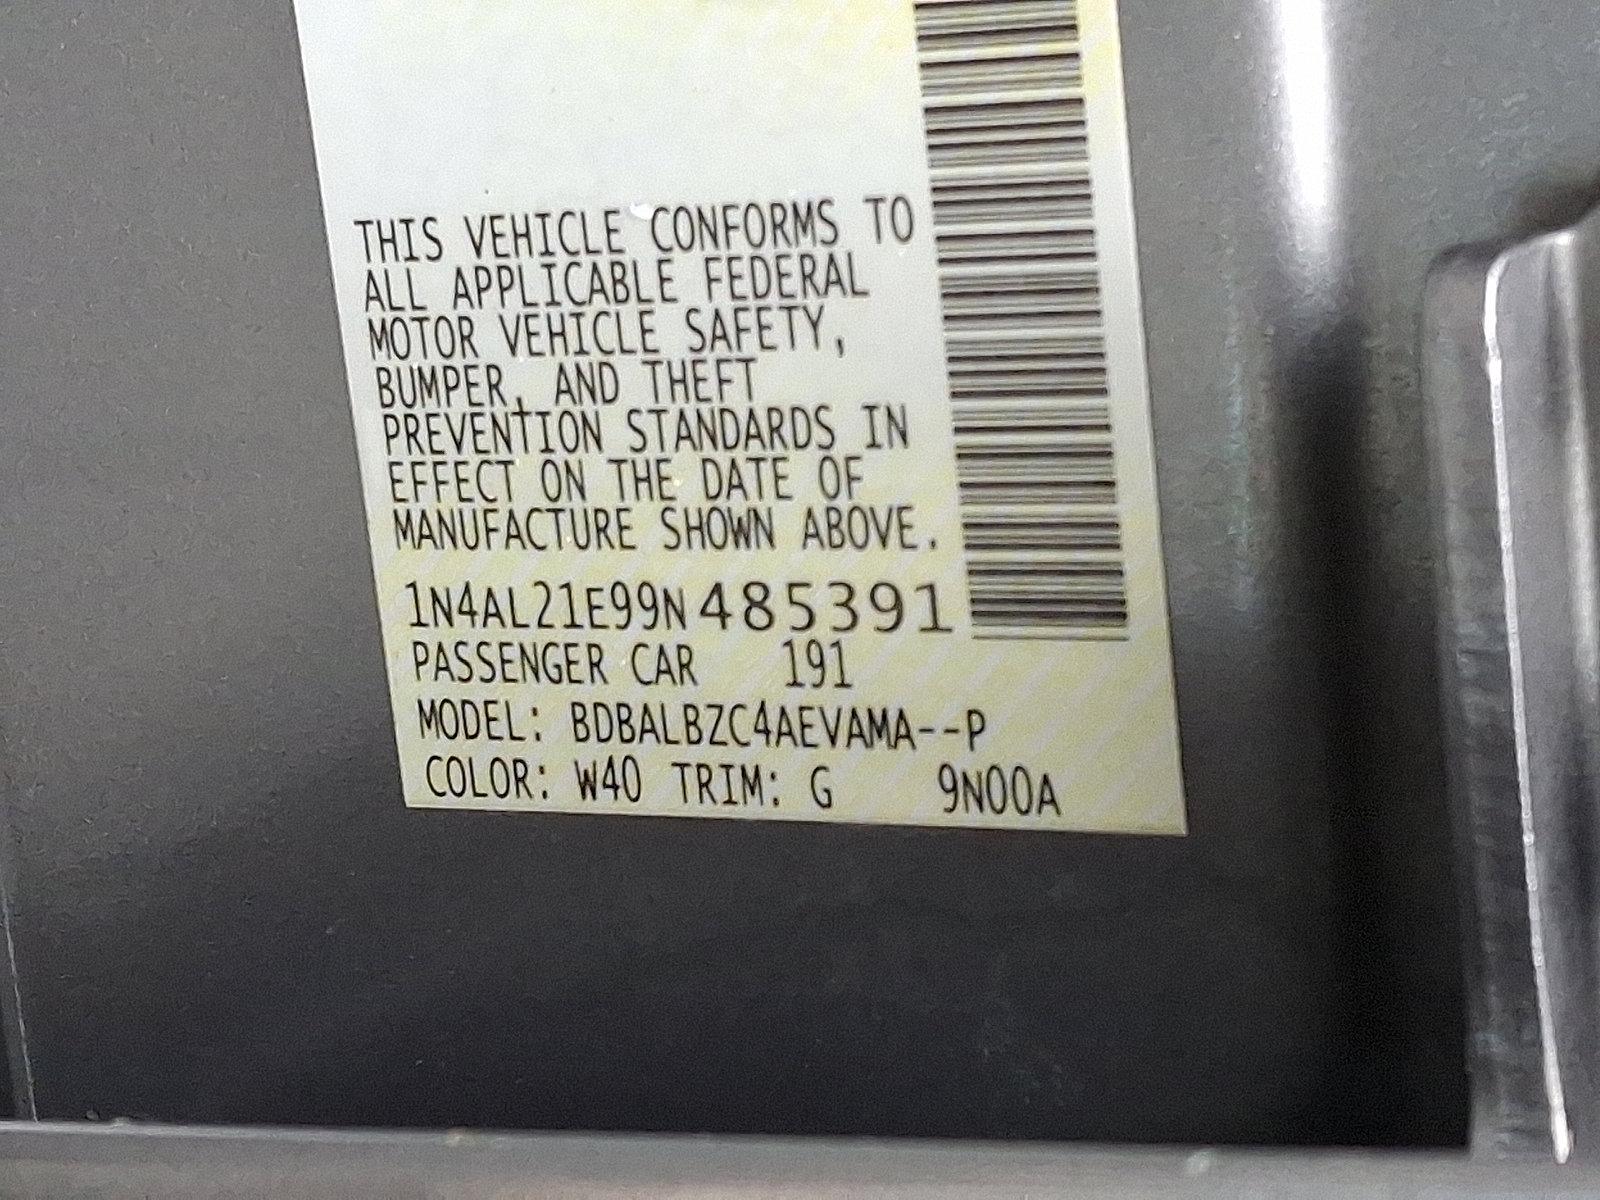 THIS VEHICLE CONFORMS TO
ALL APPLICABLE FEDERAL
MOTOR VEHICLE SAFETY,
BUMPER, AND THEFT
PREVENTION STANDARDS IN
EFFECT ON THE DATE OF
MANUFACTURE SHOWN ABOVE.
1N4AL21E99N485391
PASSENGER CAR 191
MODEL: BDBALBZC4AEVAMA--P
COLOR: W40 TRIM: G 9N00A